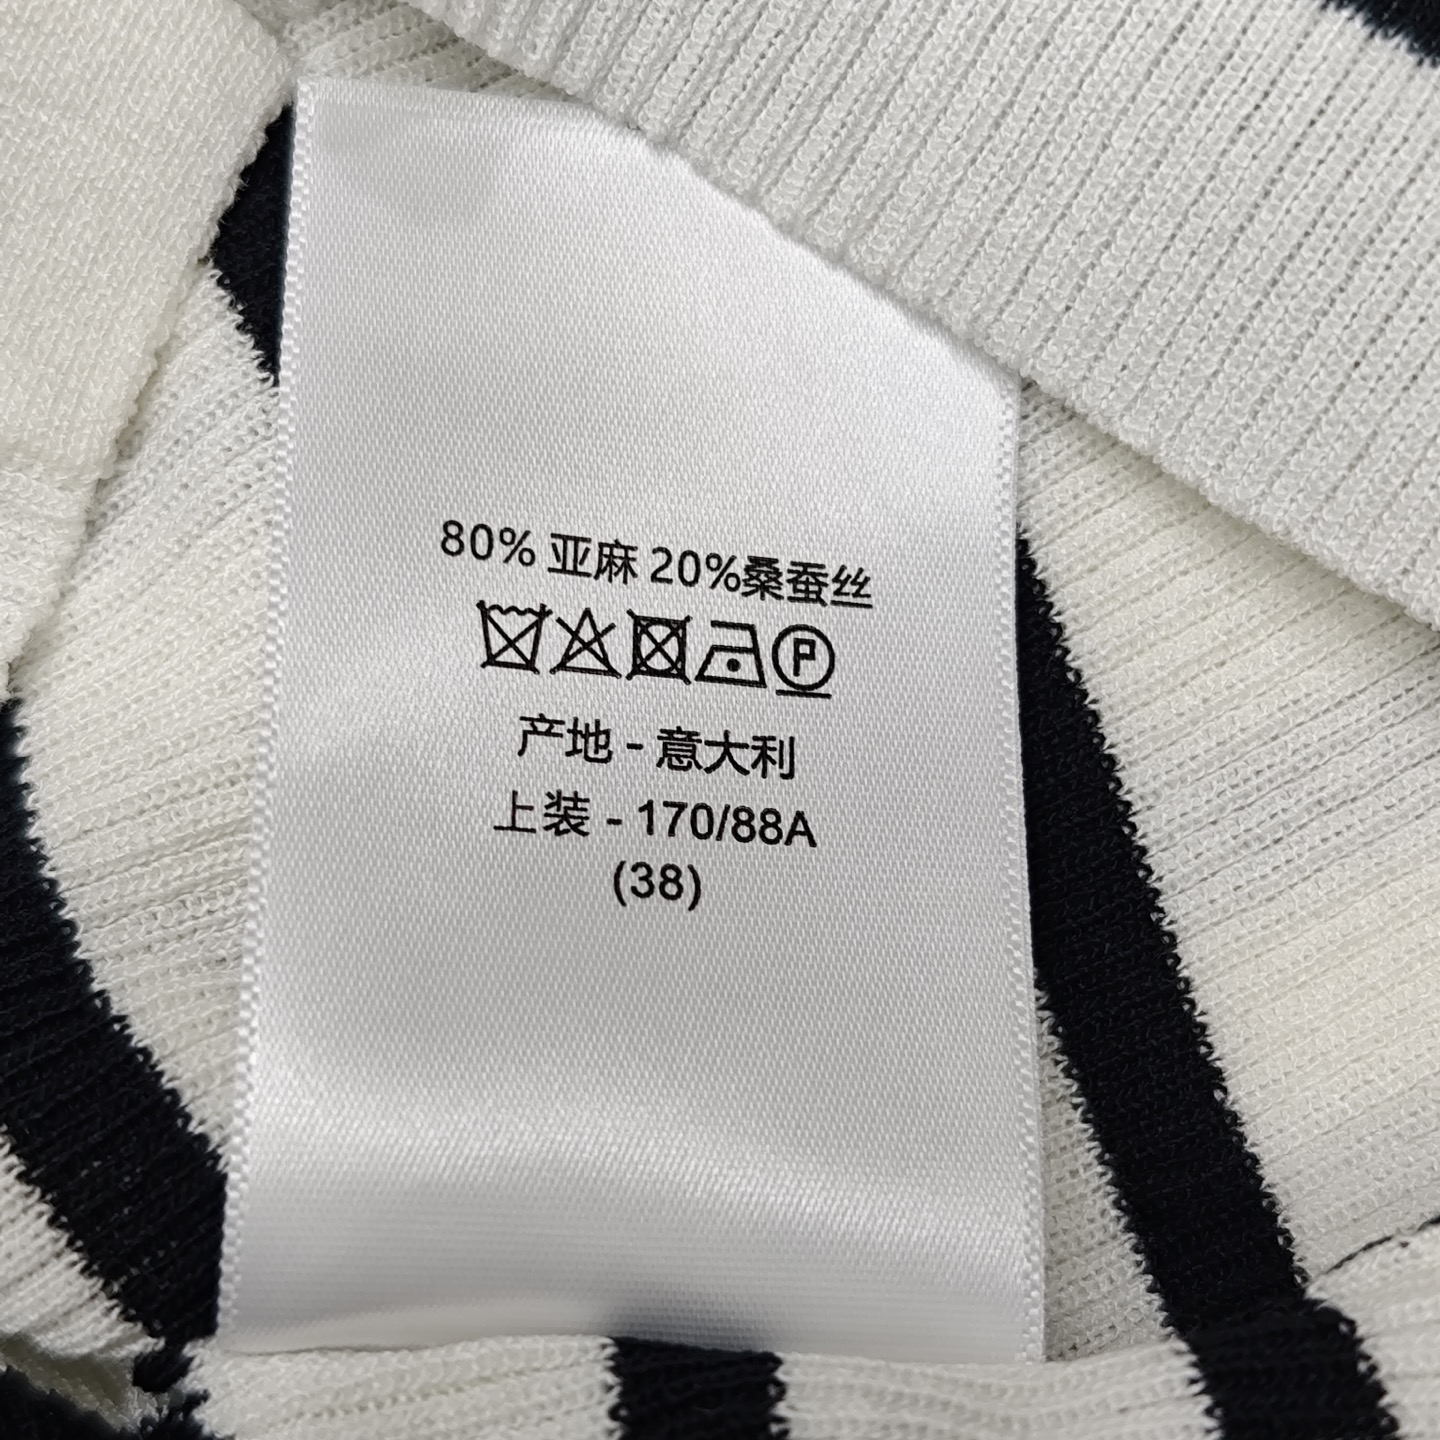 80% 亚麻 20%桑蚕丝
P
产地 - 意大利
上装 - 170/88A
(38)